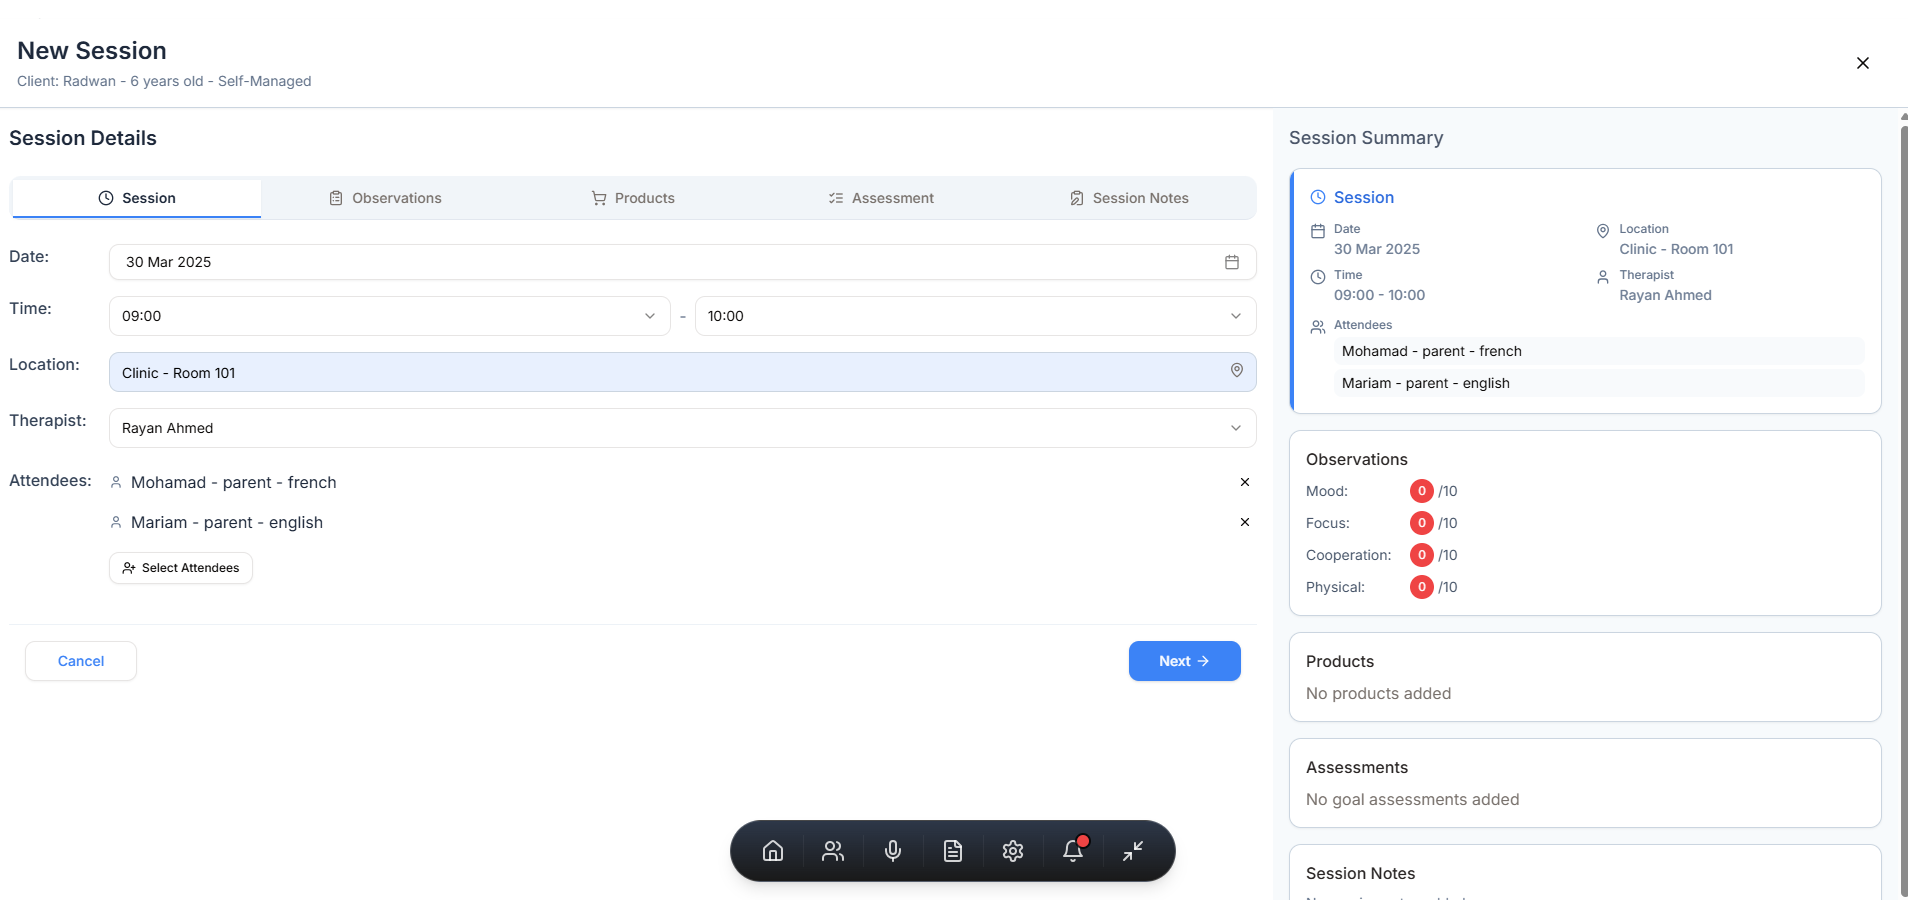 New Session
Client: Radwan - 6 years old - Self-Managed
Session Details
Session
Observations
Products
Assessment
Session Notes
Date:
30 Mar 2025
Time:
09:00
-
10:00
Location:
Clinic - Room 101
Therapist:
Rayan Ahmed
Attendees:
Mohamad - parent - french
Mariam - parent - english
Select Attendees
Cancel
Next
Session Summary
Session
Date
30 Mar 2025
Location
Clinic - Room 101
Time
09:00 - 10:00
Therapist
Rayan Ahmed
Attendees
Mohamad - parent - french
Mariam - parent - english
Observations
Mood: 0 /10
Focus: 0 /10
Cooperation: 0 /10
Physical: 0 /10
Products
No products added
Assessments
No goal assessments added
Session Notes